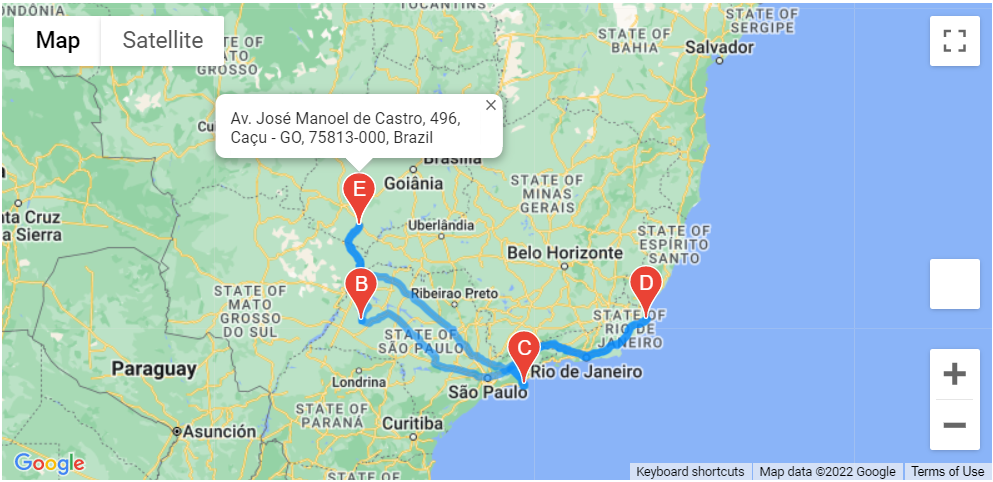 Map
Satellite
TOCANTINS
STATE OF
SERGIPE
STATE OF
BAHIA
Salvador
STATE OF
MATO
GROSSO
Av. José Manoel de Castro, 496,
Caçu - GO, 75813-000, Brazil
×
Brasília
E
Goiânia
STATE OF
MINAS
GERAIS
nta Cruz
a Sierra
Uberlândia
STATE OF
ESPÍRITO
SANTO
Belo Horizonte
B
D
STATE OF
MATO
GROSSO
DO SUL
Ribeirao Preto
STATE OF
RIO DE
JANEIRO
STATE OF
SÃO PAULO
C
Paraguay
Londrina
Rio de Janeiro
São Paulo
STATE OF
PARANÁ
Curitiba
Asunción
STATE OF
SANTA
Google
Keyboard shortcuts
Map data ©2022 Google
Terms of Use